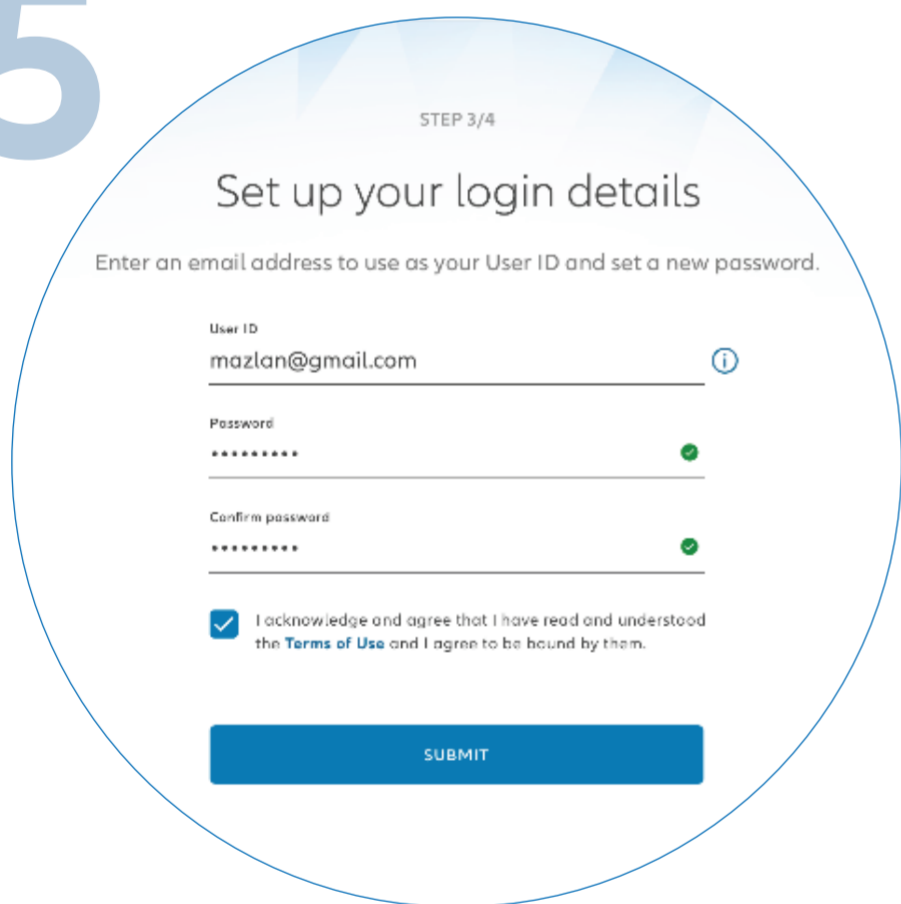 5
STEP 3/4
Set up your login details
Enter an email address to use as your User ID and set a new password.
User ID
mazlan@gmail.com
Password
•••••••••
Confirm password
•••••••••
I acknowledge and agree that I have read and understood
the Terms of Use and I agree to be bound by them.
SUBMIT